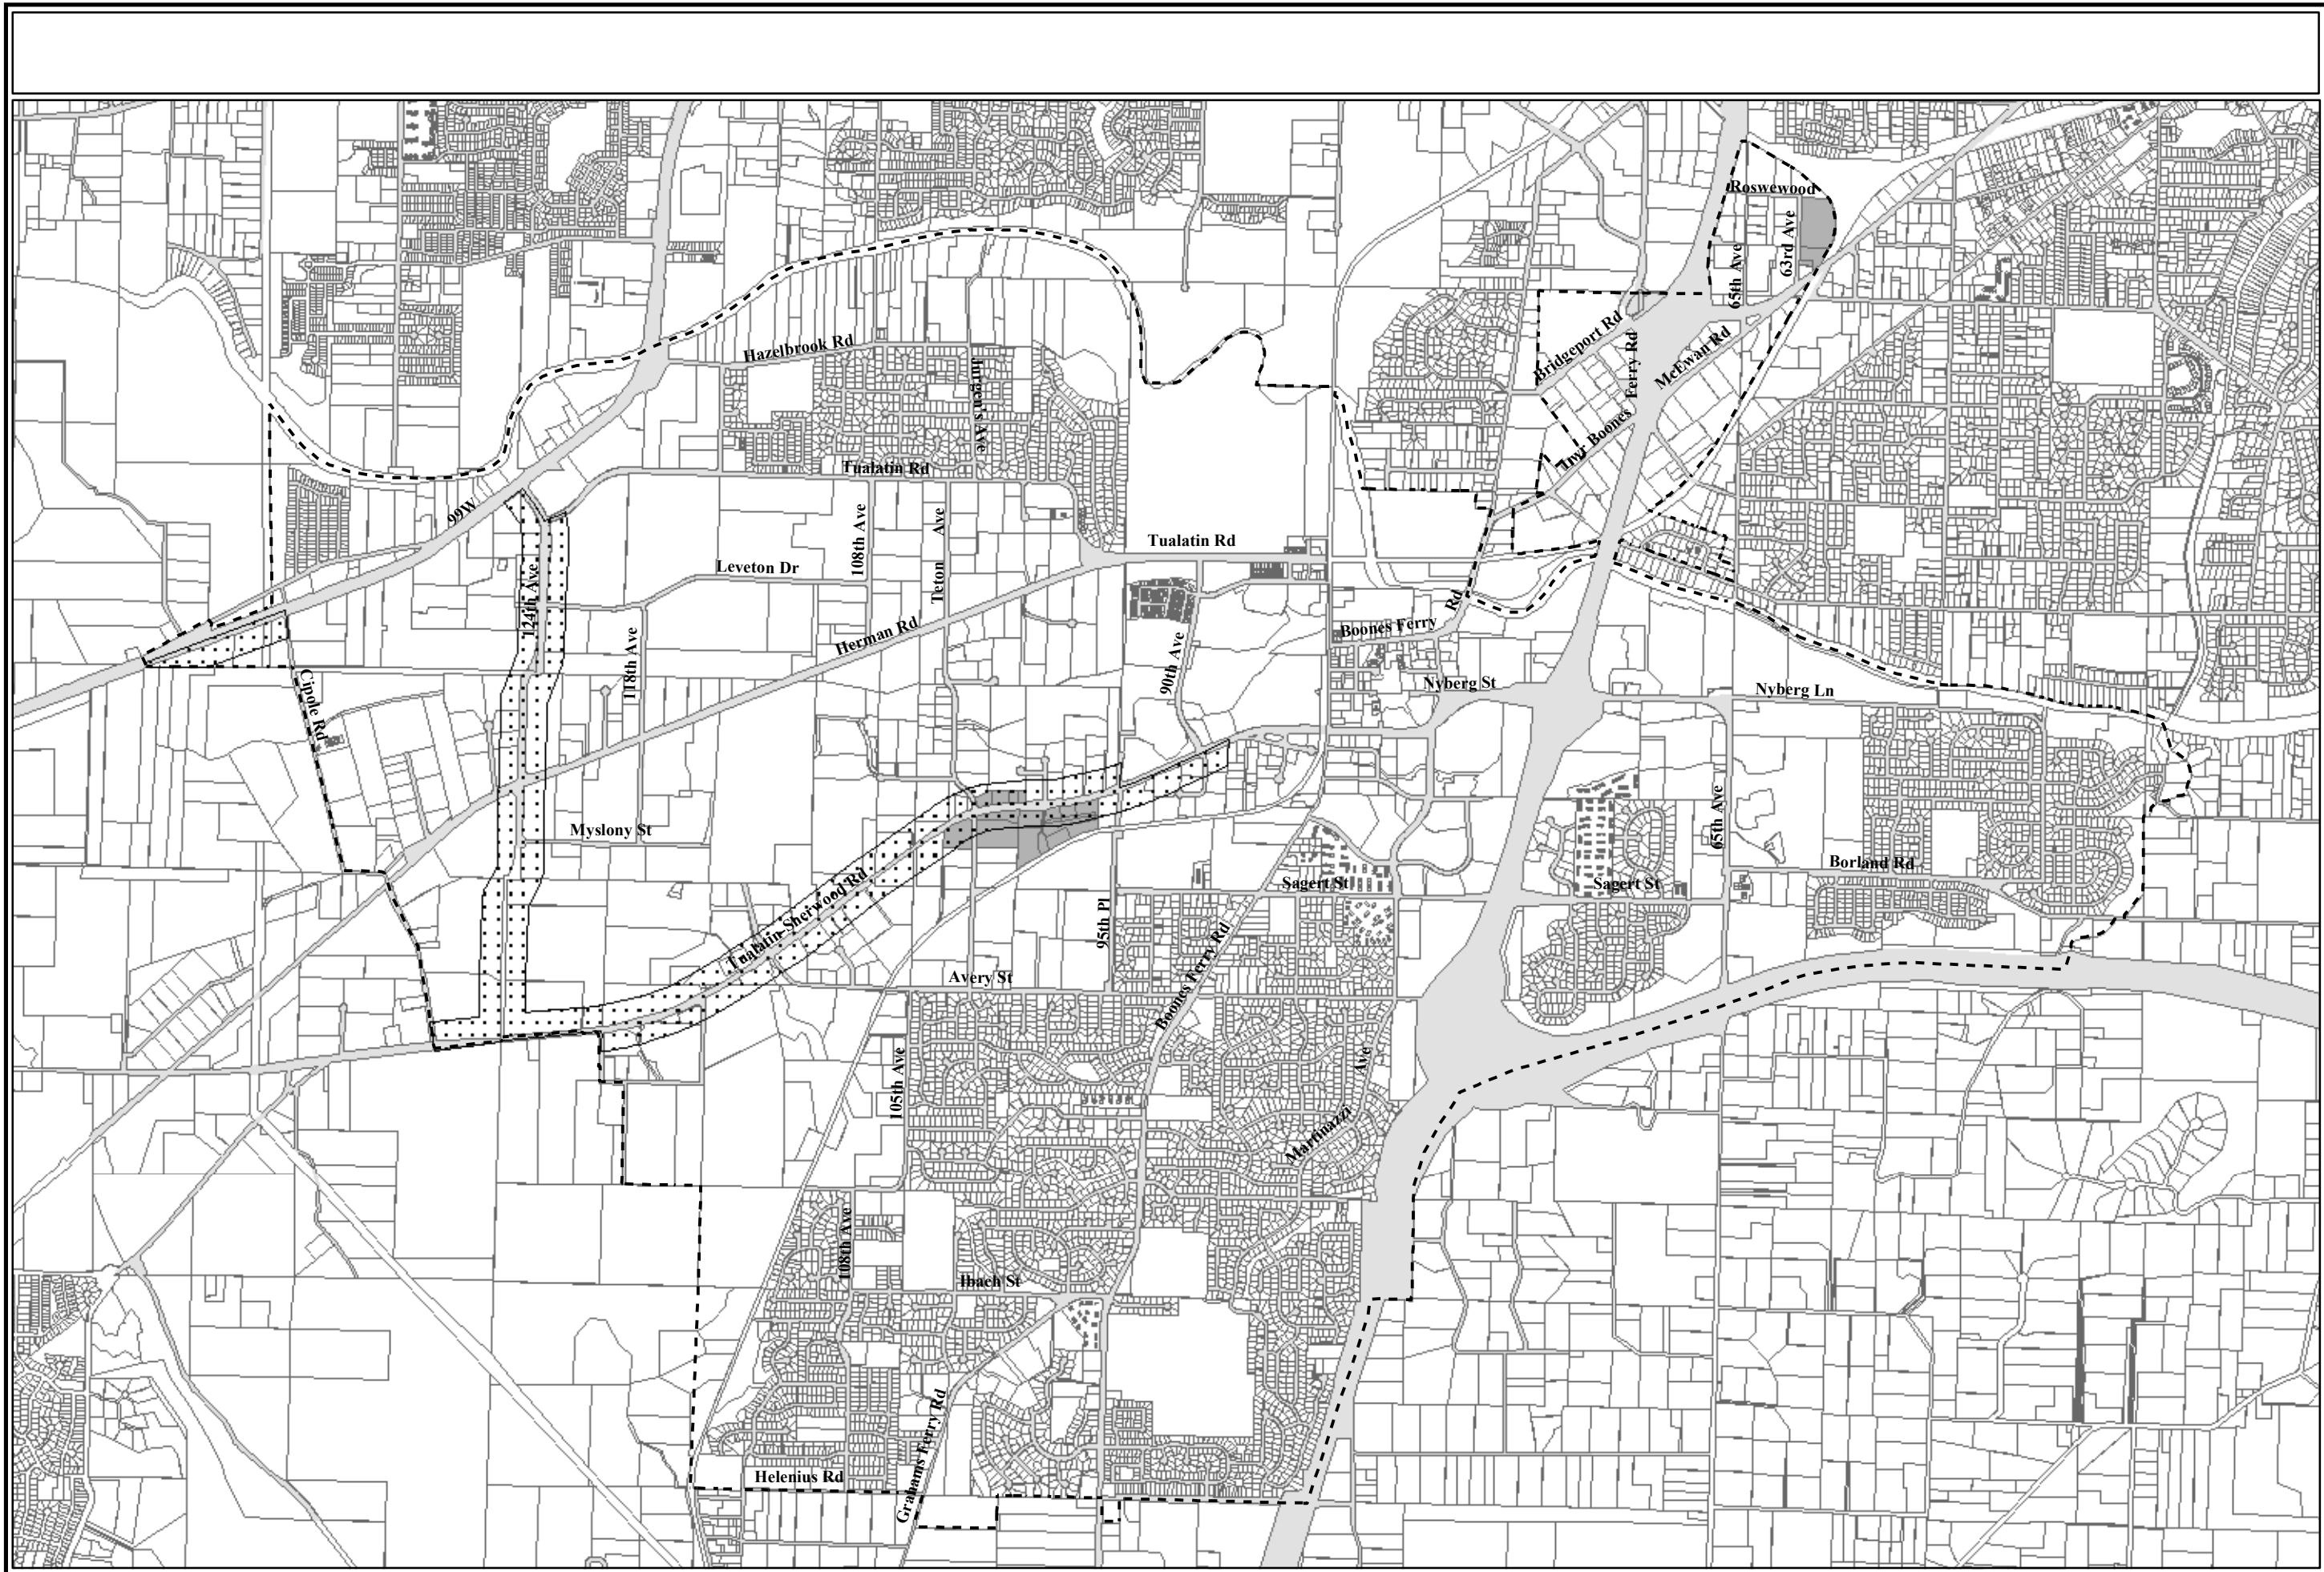 Roswewood
63rd Ave
65th Ave
Bridgeport Rd
Ferry Rd
McEwan Rd
Hazelbrook Rd
Jurgen's Ave
Lwr Boones
Tualatin Rd
99W
108th Ave
Teton Ave
Tualatin Rd
Leveton Dr
124th Ave
Herman Rd
Boones Ferry Rd
118th Ave
90th Ave
Cipole Rd
Nyberg St
Nyberg Ln
Myslony St
65th Ave
Borland Rd
Sagert St
Sagert St
Tualatin-Sherwood Rd
95th Pl
Boones Ferry Rd
Avery St
105th Ave
Martinazzi Ave
108th Ave
Ibach St
Grahams Ferry Rd
Helenius Rd